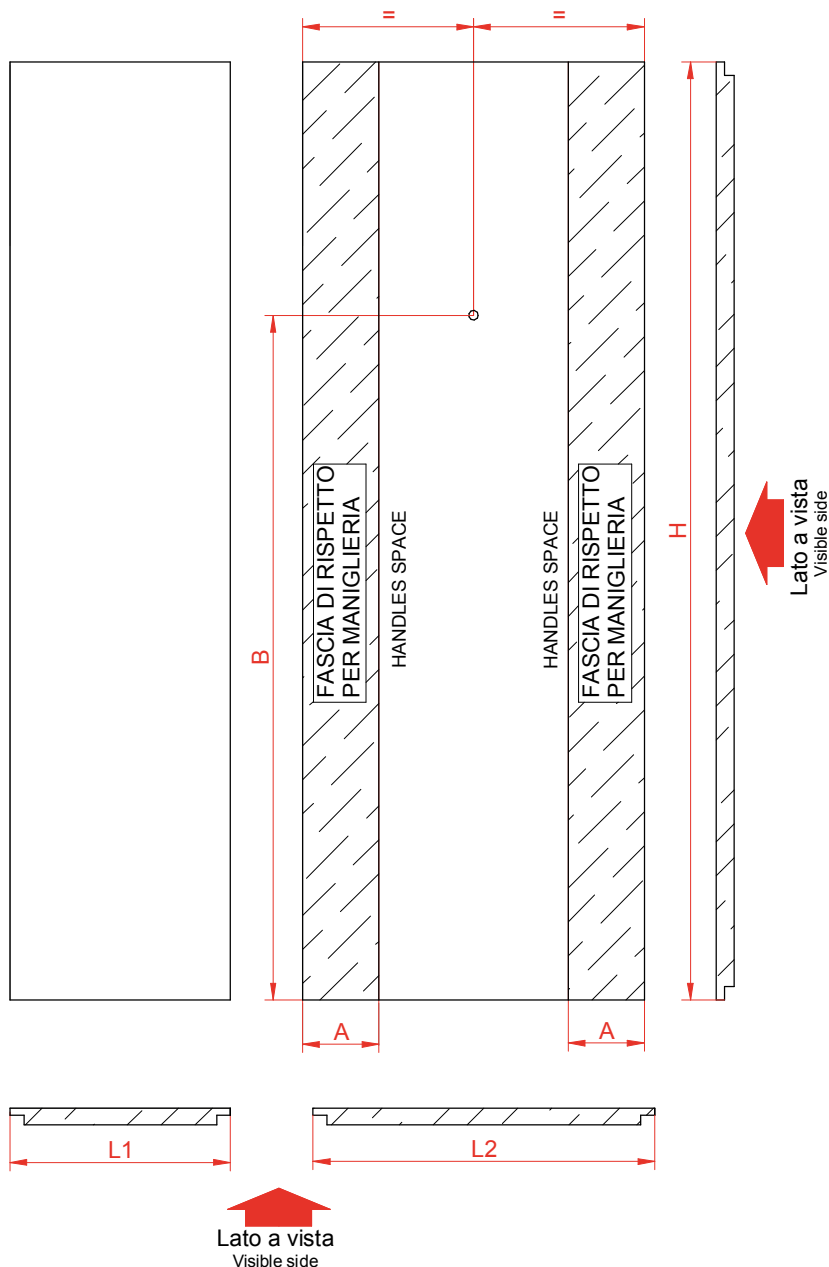 =
=
FASCIA DI RISPETTO
PER MANIGLIERIA
HANDLES SPACE
HANDLES SPACE
FASCIA DI RISPETTO
PER MANIGLIERIA
B
H
Lato a vista
Visible side
A
A
L1
L2
Lato a vista
Visible side